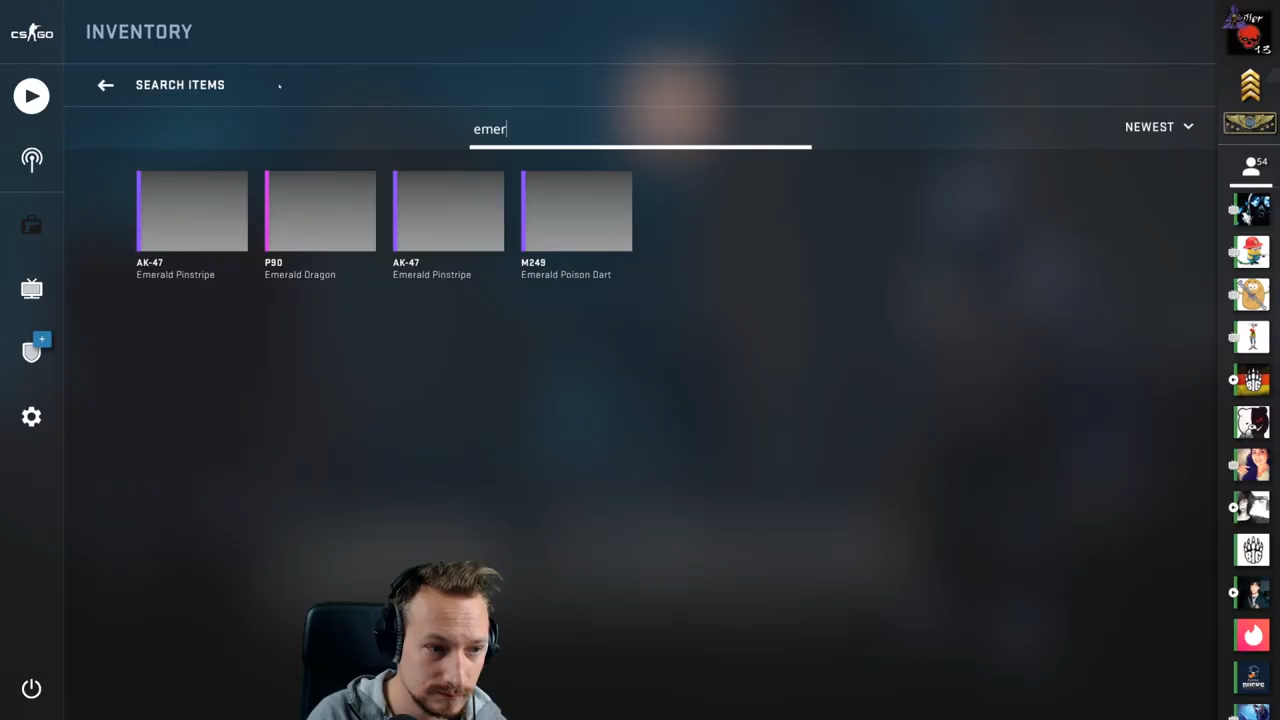 CS:GO
INVENTORY
SEARCH ITEMS
emer
NEWEST
AK-47
Emerald Pinstripe
P90
Emerald Dragon
AK-47
Emerald Pinstripe
M249
Emerald Poison Dart
13
54
+